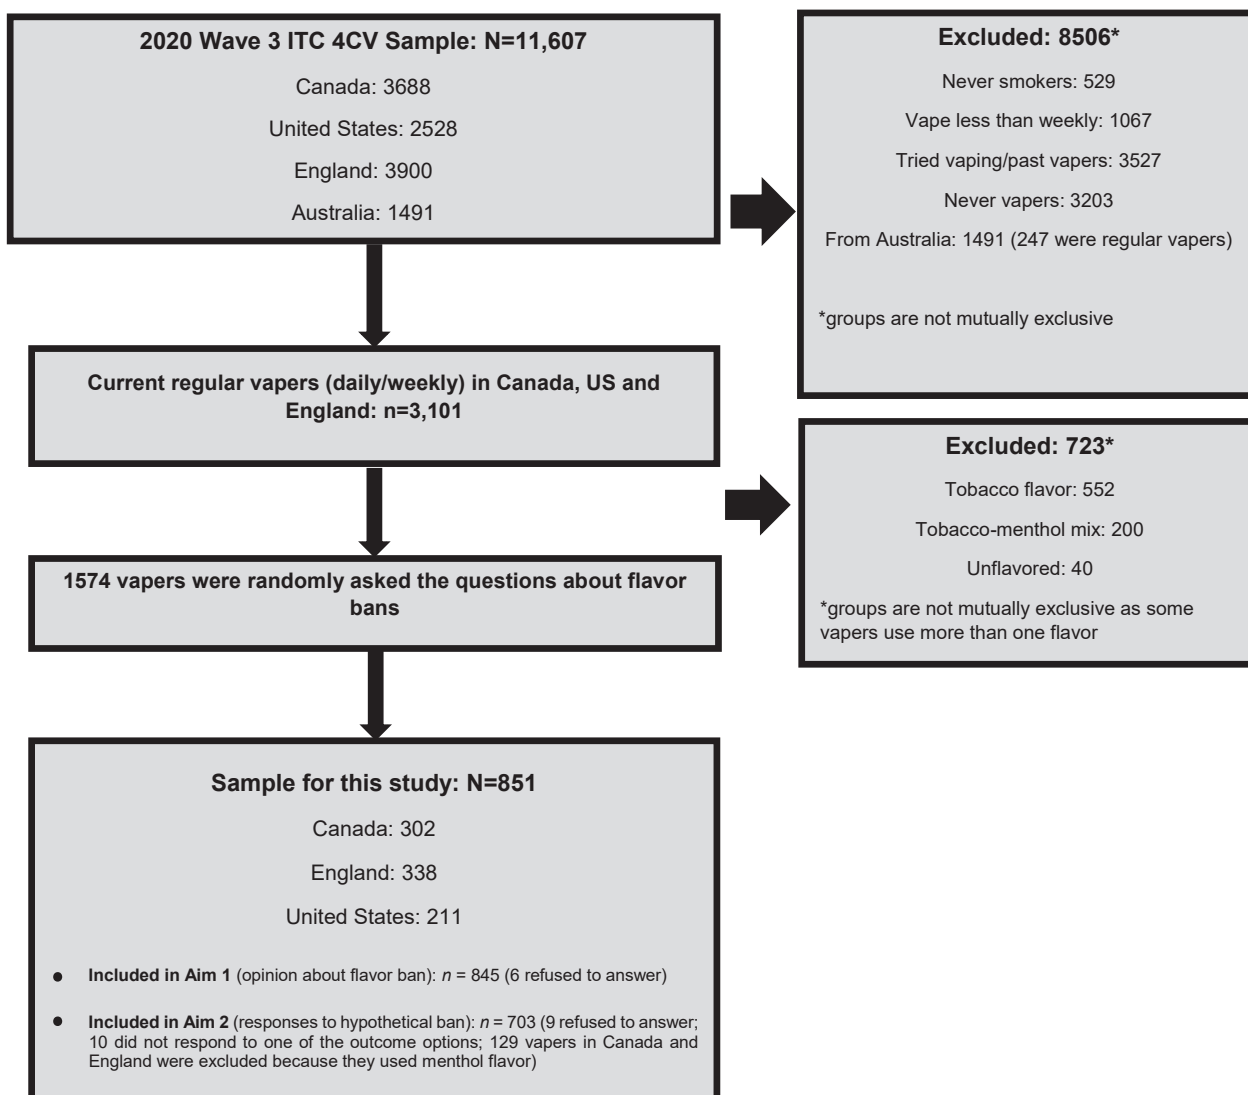 2020 Wave 3 ITC 4CV Sample: N=11,607
Canada: 3688
United States: 2528
England: 3900
Australia: 1491
Excluded: 8506*
Never smokers: 529
Vape less than weekly: 1067
Tried vaping/past vapers: 3527
Never vapers: 3203
From Australia: 1491 (247 were regular vapers)
*groups are not mutually exclusive
Current regular vapers (daily/weekly) in Canada, US and
England: n=3,101
Excluded: 723*
Tobacco flavor: 552
Tobacco-menthol mix: 200
Unflavored: 40
*groups are not mutually exclusive as some
vapers use more than one flavor
1574 vapers were randomly asked the questions about flavor
bans
Sample for this study: N=851
Canada: 302
England: 338
United States: 211
● Included in Aim 1 (opinion about flavor ban): n = 845 (6 refused to answer)
● Included in Aim 2 (responses to hypothetical ban): n = 703 (9 refused to answer;
10 did not respond to one of the outcome options; 129 vapers in Canada and
England were excluded because they used menthol flavor)